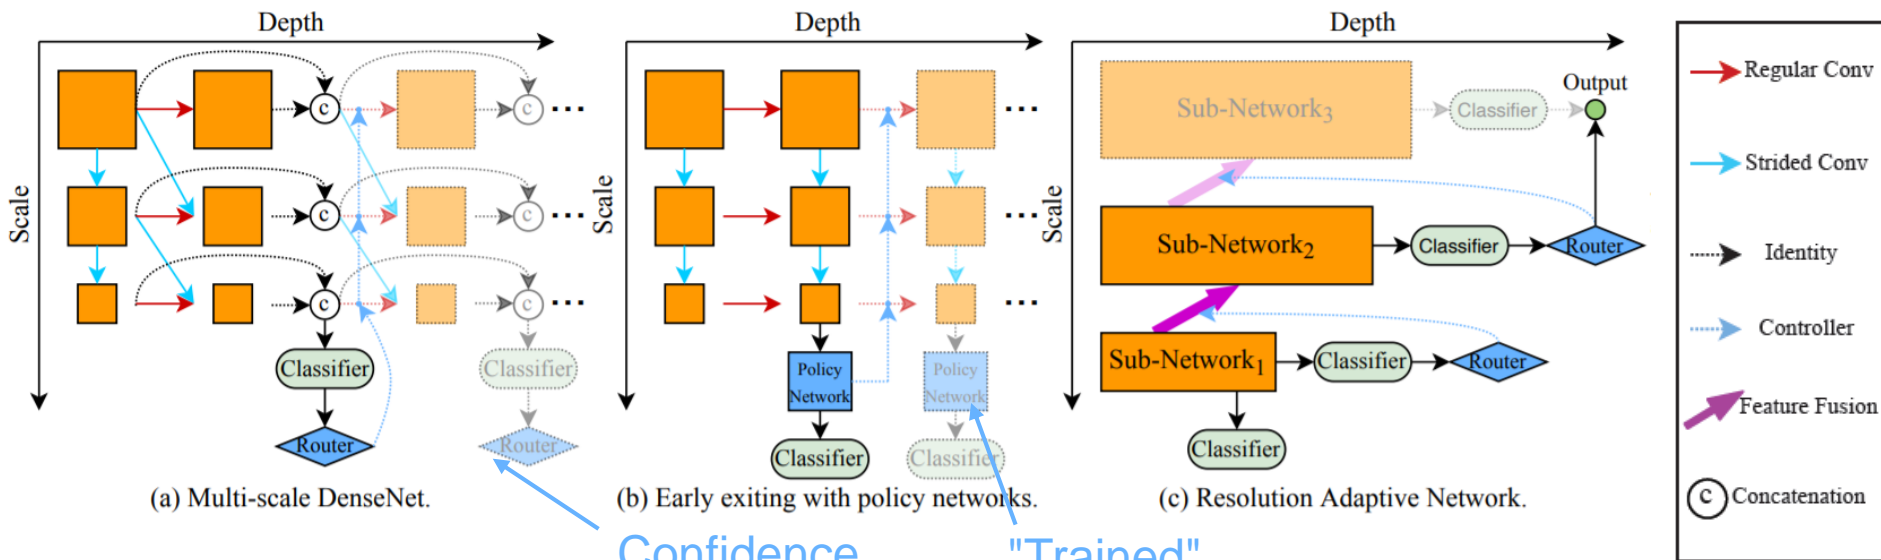 Depth
Scale
c
c
c
c
c
c
Classifier
Classifier
Router
Router
(a) Multi-scale DenseNet.
Depth
Scale
Policy
Network
Policy
Network
Classifier
Classifier
(b) Early exiting with policy networks.
Depth
Scale
Output
Sub-Network3
Classifier
Sub-Network2
Classifier
Router
Sub-Network1
Classifier
Router
Classifier
(c) Resolution Adaptive Network.
Regular Conv
Strided Conv
Identity
Controller
Feature Fusion
C Concatenation
Confidence
"Trained"